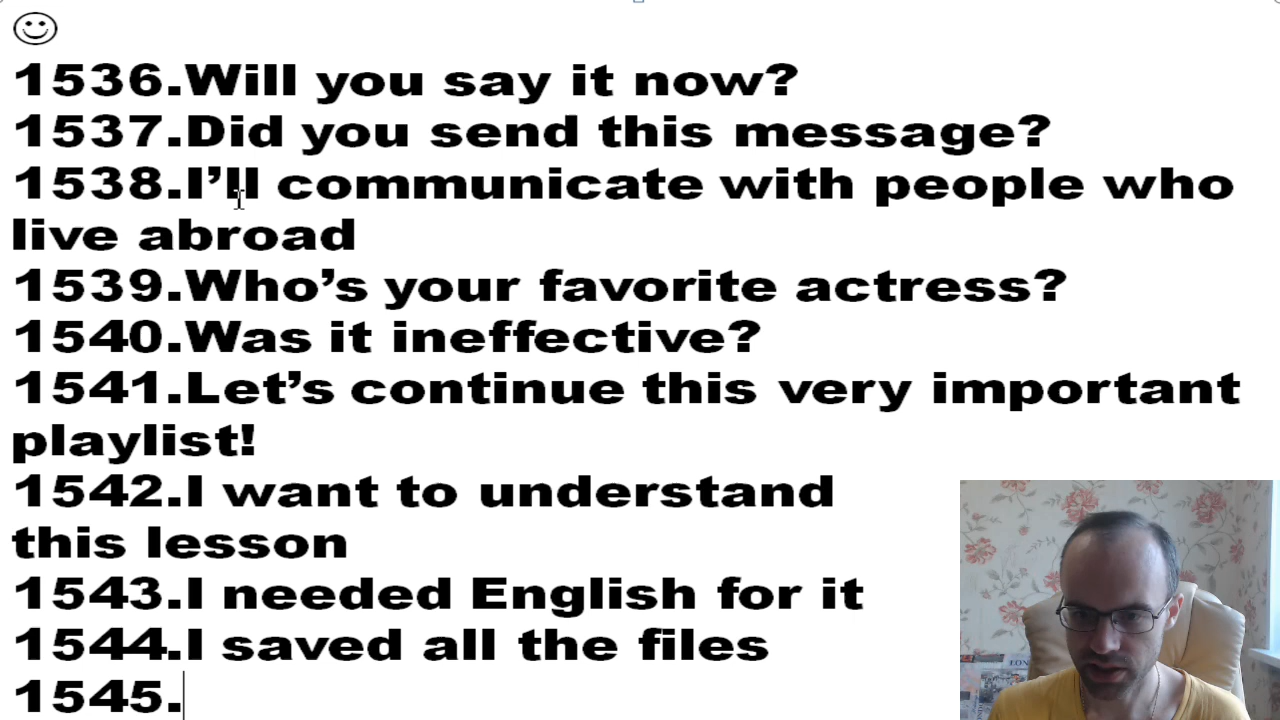 1536.Will you say it now?
1537.Did you send this message?
1538.I’ll communicate with people who
live abroad
1539.Who’s your favorite actress?
1540.Was it ineffective?
1541.Let’s continue this very important
playlist!
1542.I want to understand
this lesson
1543.I needed English for it
1544.I saved all the files
1545.